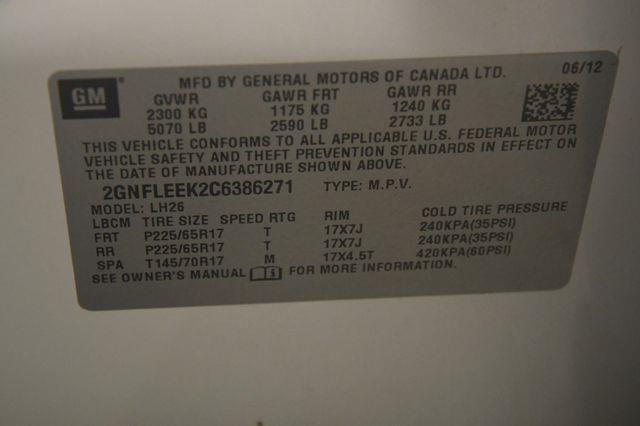 GM
MFD BY GENERAL MOTORS OF CANADA LTD. 06/12
GVWR GAWR FRT GAWR RR
2300 KG 1175 KG 1240 KG
5070 LB 2590 LB 2733 LB
THIS VEHICLE CONFORMS TO ALL APPLICABLE U.S. FEDERAL MOTOR
VEHICLE SAFETY AND THEFT PREVENTION STANDARDS IN EFFECT ON
THE DATE OF MANUFACTURE SHOWN ABOVE.
2GNFLEEK2C6386271 TYPE: M.P.V.
MODEL: LH26
LBCM TIRE SIZE SPEED RTG RIM COLD TIRE PRESSURE
FRT P225/65R17 T 17X7J 240KPA(35PSI)
RR P225/65R17 T 17X7J 240KPA(35PSI)
SPA T145/70R17 M 17X4.5T 420KPA(60PSI)
SEE OWNER'S MANUAL i FOR MORE INFORMATION.